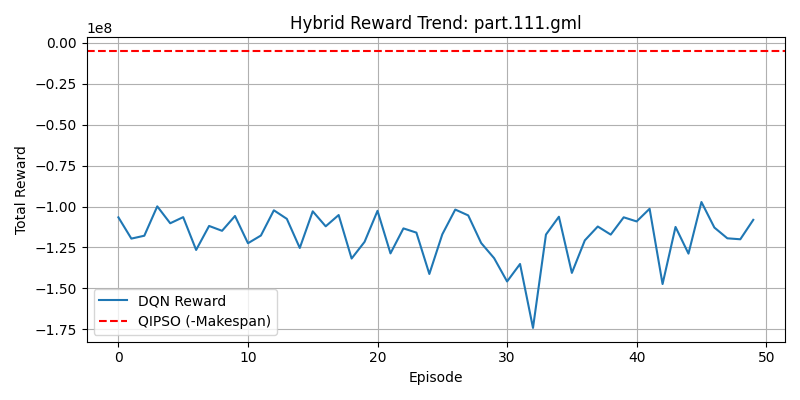 Hybrid Reward Trend: part.111.gml
1e8
0.00
−0.25
−0.50
−0.75
−1.00
−1.25
−1.50
−1.75
Total Reward
DQN Reward
QIPSO (-Makespan)
0 10 20 30 40 50
Episode